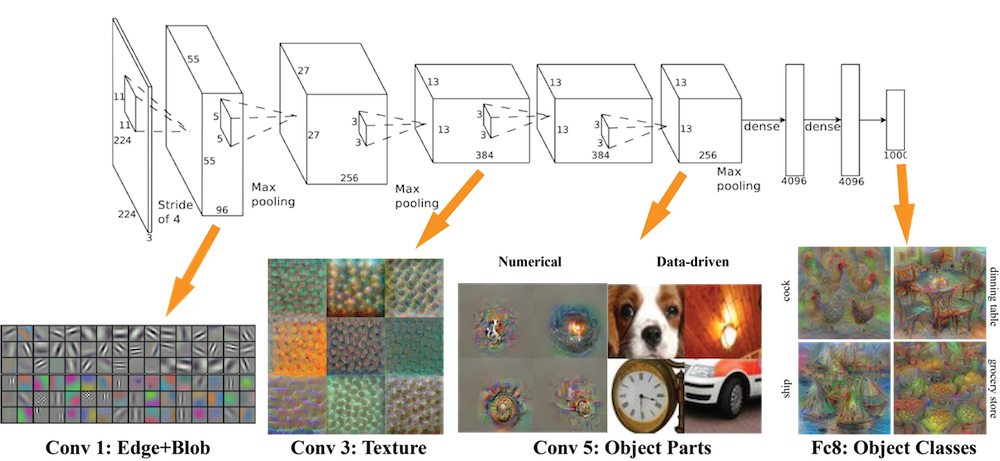 55
27
11
11
224
224
3
Stride
of 4
5
5
55
96
Max
pooling
27
3
3
256
Max
pooling
13
3
3
13
384
13
3
3
13
384
13
13
256
Max
pooling
dense
4096
dense
4096
1000
Numerical
Data-driven
cock
dinning table
ship
grocery store
Conv 1: Edge+Blob
Conv 3: Texture
Conv 5: Object Parts
Fc8: Object Classes